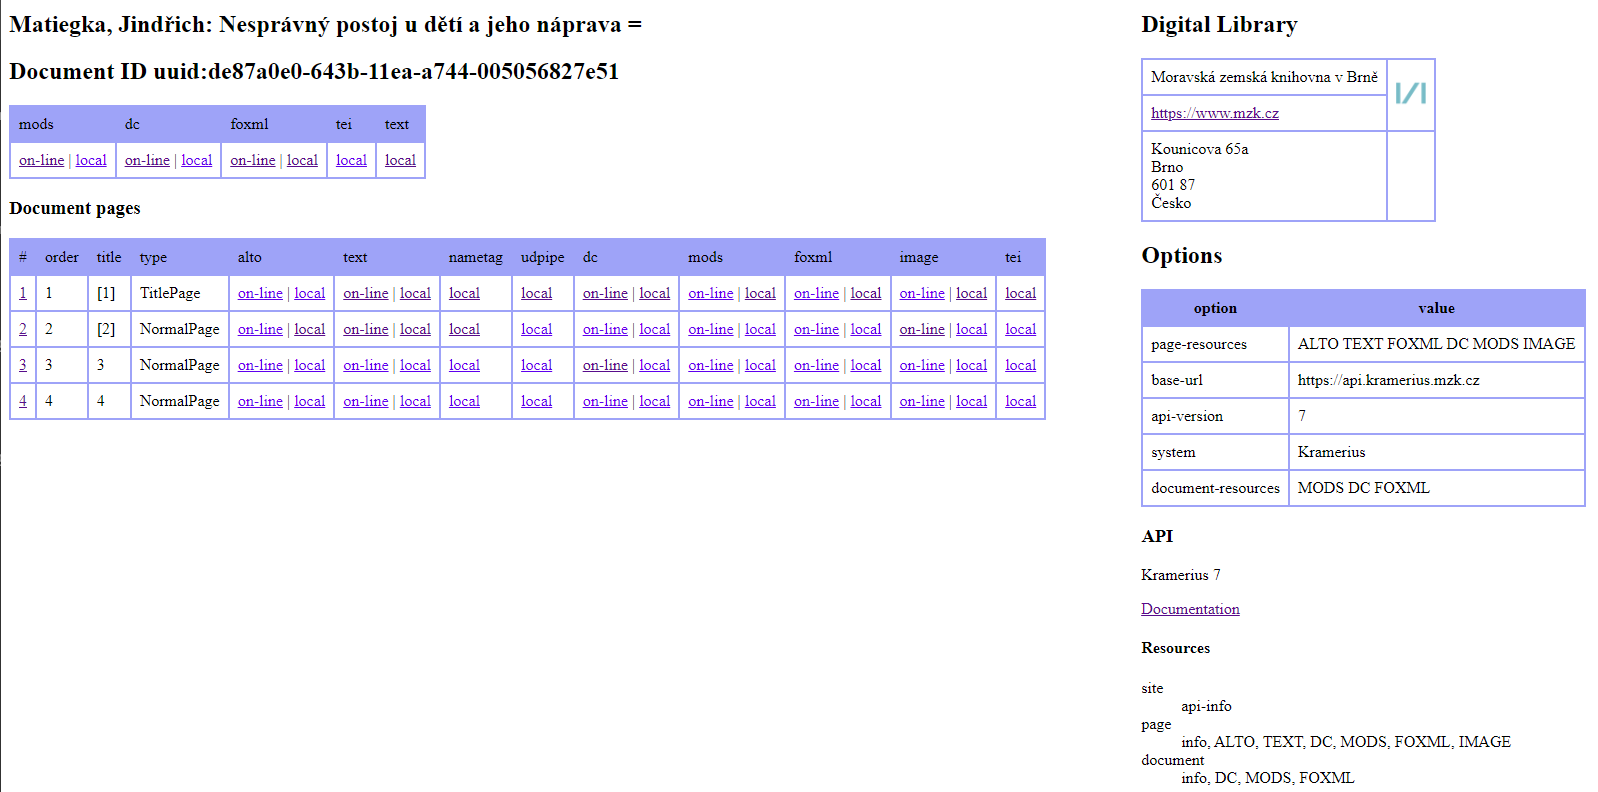 Matiegka, Jindřich: Nesprávný postoj u dětí a jeho náprava =
Document ID uuid:de87a0e0-643b-11ea-a744-005056827e51
mods dc foxml tei text
on-line | local on-line | local on-line | local local local
Document pages
# order title type alto text nametag udpipe dc mods foxml image tei
1 1 [1] TitlePage on-line | local on-line | local local local on-line | local on-line | local on-line | local on-line | local local
2 2 [2] NormalPage on-line | local on-line | local local local on-line | local on-line | local on-line | local on-line | local local
3 3 3 NormalPage on-line | local on-line | local local local on-line | local on-line | local on-line | local on-line | local local
4 4 4 NormalPage on-line | local on-line | local local local on-line | local on-line | local on-line | local on-line | local local
Digital Library
Moravská zemská knihovna v Brně
https://www.mzk.cz
Kounicova 65a
Brno
601 87
Česko
Options
option value
page-resources ALTO TEXT FOXML DC MODS IMAGE
base-url https://api.kramerius.mzk.cz
api-version 7
system Kramerius
document-resources MODS DC FOXML
API
Kramerius 7
Documentation
Resources
site
api-info
page
info, ALTO, TEXT, DC, MODS, FOXML, IMAGE
document
info, DC, MODS, FOXML